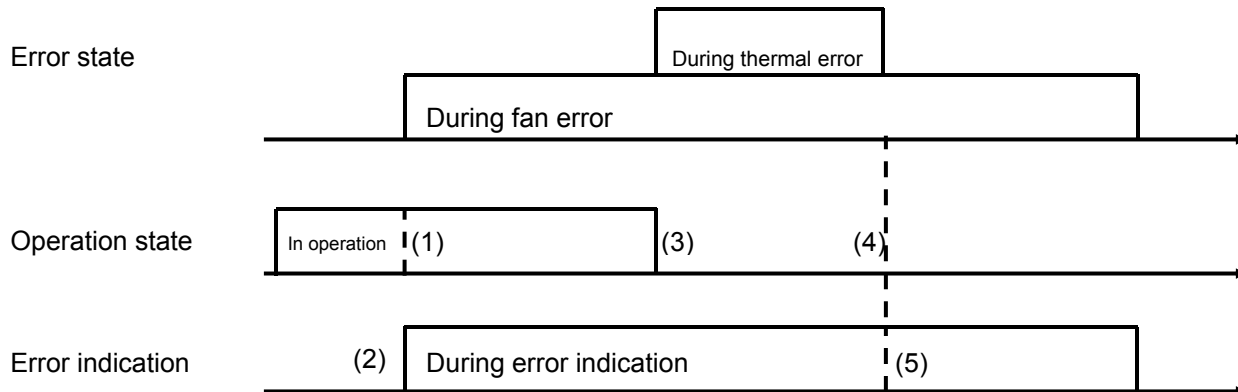 Error state
During thermal error
During fan error
Operation state
In operation
(1)
(3)
(4)
Error indication
(2)
During error indication
(5)